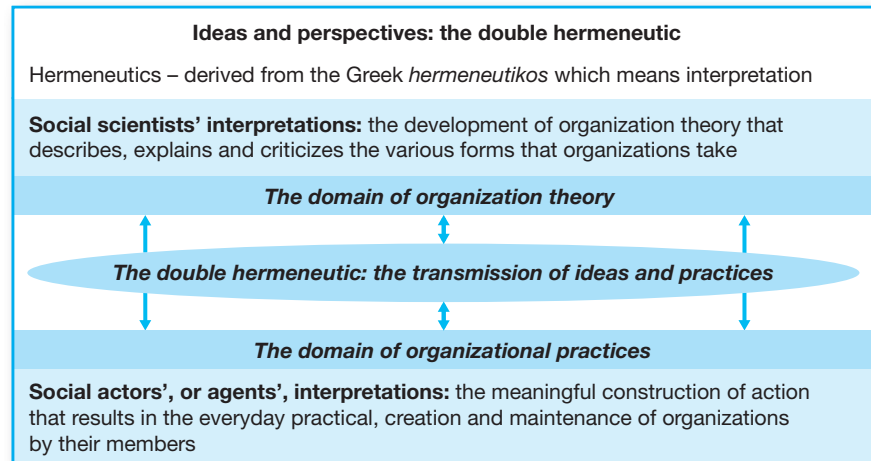 Ideas and perspectives: the double hermeneutic
Hermeneutics – derived from the Greek hermeneutikos which means interpretation
Social scientists’ interpretations: the development of organization theory that
describes, explains and criticizes the various forms that organizations take
The domain of organization theory
The double hermeneutic: the transmission of ideas and practices
The domain of organizational practices
Social actors’, or agents’, interpretations: the meaningful construction of action
that results in the everyday practical, creation and maintenance of organizations
by their members